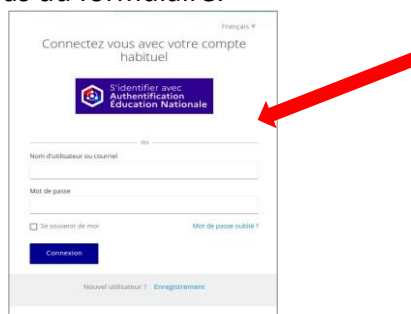 Français
Connectez vous avec votre compte
habituel
S'identifier avec
Authentification
Éducation Nationale
ou
Nom d'utilisateur ou courriel
Mot de passe
Se souvenir de moi
Mot de passe oublié ?
Connexion
Nouvel utilisateur ? Enregistrement